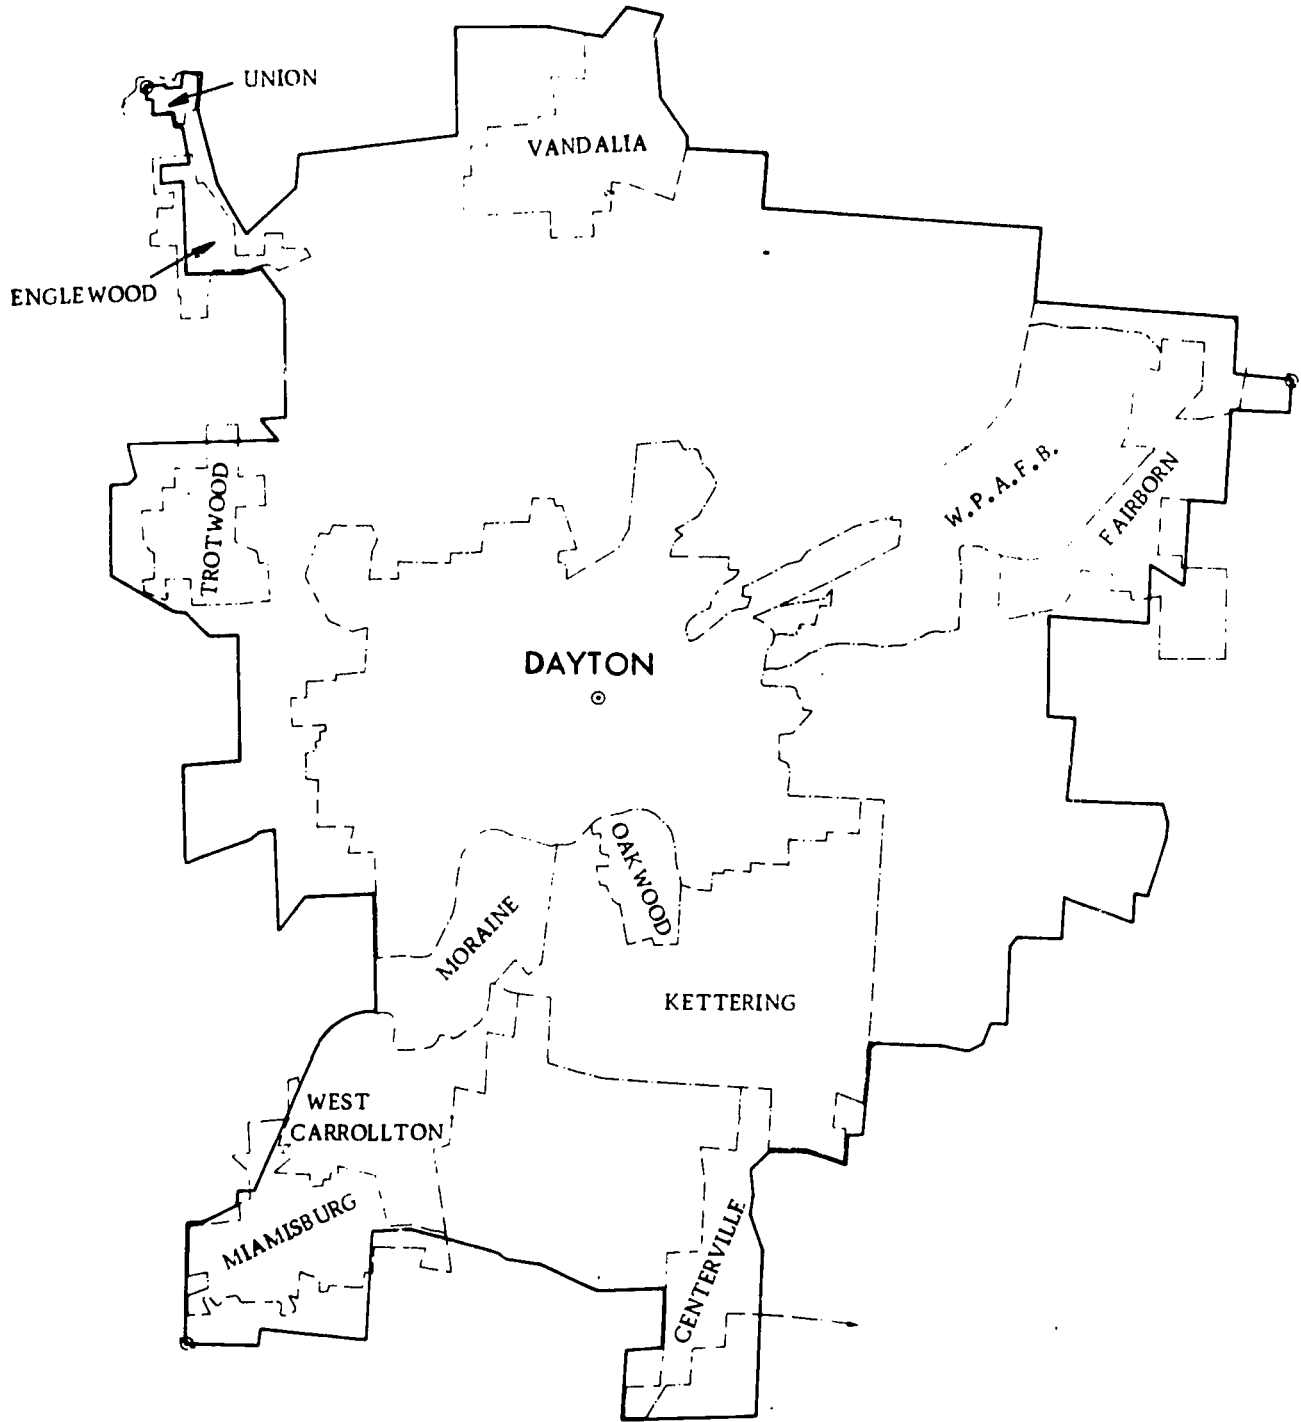 UNION
VANDALIA
ENGLEWOOD
W.P.A.F.B.
FAIRBORN
TROTWOOD
DAYTON
OAKWOOD
MORAINE
KETTERING
WEST
CARROLLTON
MIAMISBURG
CENTERVILLE